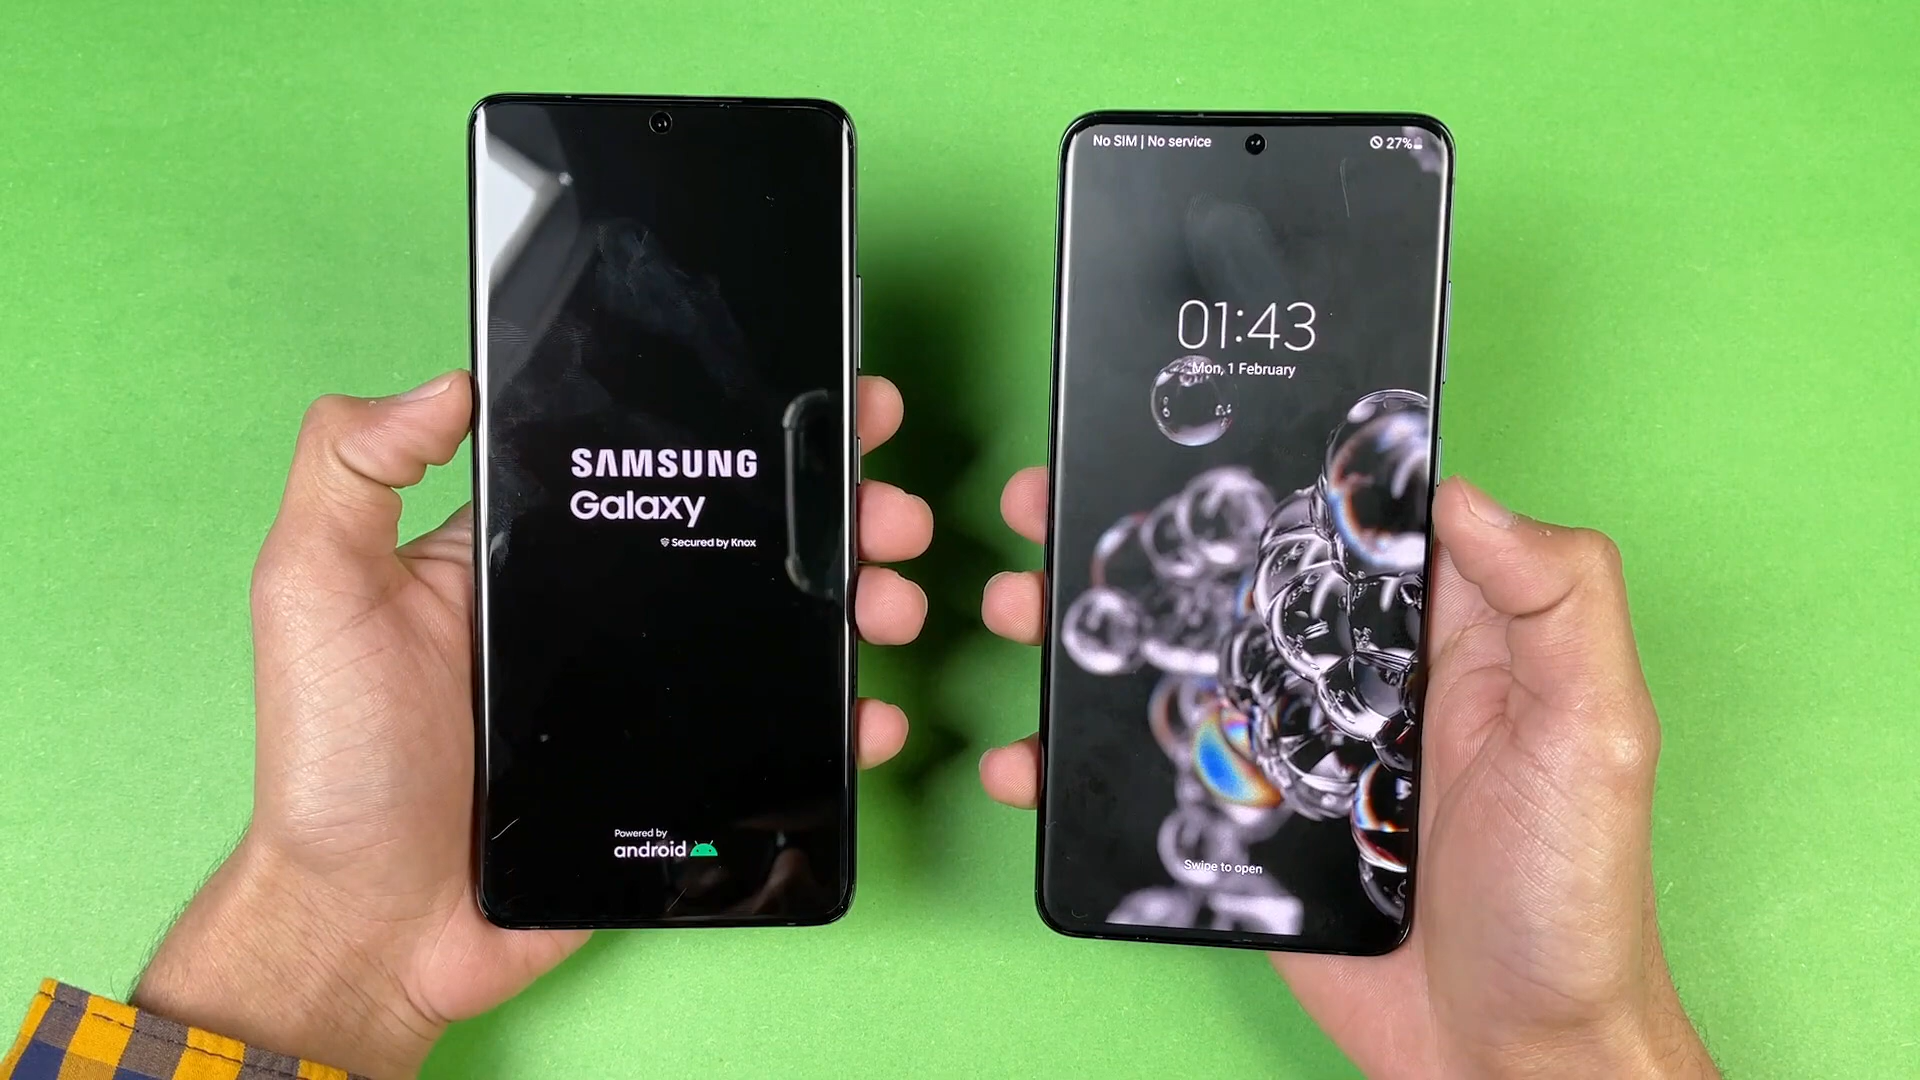 SAMSUNG
Galaxy
Secured by Knox
Powered by
android
No SIM | No service
27%
01:43
Mon, 1 February
Swipe to open